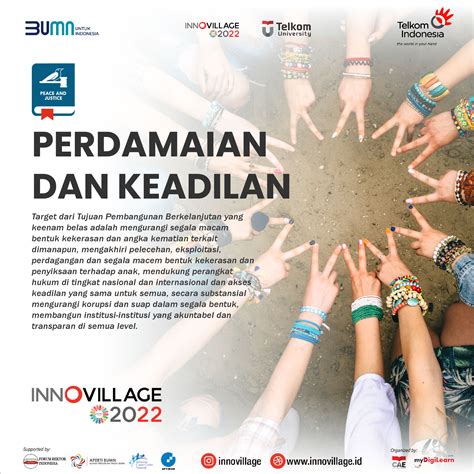 BUMN UNTUK INDONESIA
INNOVILLAGE 2022
Telkom University
Telkom Indonesia
the world in your hand
PEACE AND JUSTICE
PERDAMAIAN
DAN KEADILAN
Target dari Tujuan Pembangunan Berkelanjutan yang
keenam belas adalah mengurangi segala macam
bentuk kekerasan dan angka kematian terkait
dimanapun, mengakhiri pelecehan, eksploitasi,
perdagangan dan segala macam bentuk kekerasan dan
penyiksaan terhadap anak, mendukung perangkat
hukum di tingkat nasional dan internasional dan akses
keadilan yang sama untuk semua, secara substansial
mengurangi korupsi dan suap dalam segala bentuk,
membangun institusi-institusi yang akuntabel dan
transparan di semua level.
INNOVILLAGE
2022
Supported by:
FORUM REKTOR INDONESIA
APERTI BUMN
innovillage
www.innovillage.id
Organized by:
CAE
myDigiLearn